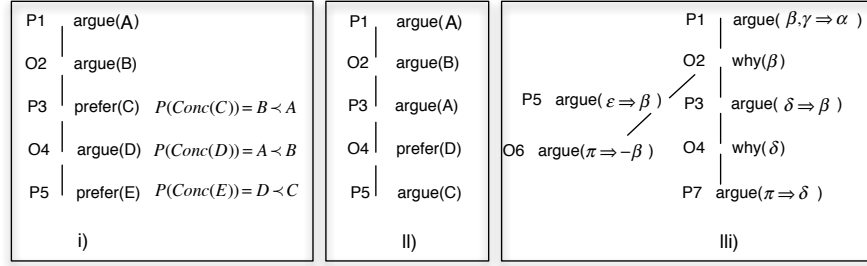 P1 argue(A)
O2 argue(B)
P3 prefer(C) P(Conc(C)) = B ≺ A
O4 argue(D) P(Conc(D)) = A ≺ B
P5 prefer(E) P(Conc(E)) = D ≺ C
i)
P1 argue(A)
O2 argue(B)
P3 argue(A)
O4 prefer(D)
P5 argue(C)
II)
P1 argue( β,γ ⇒ α )
O2 why(β)
P5 argue( ε ⇒ β ) P3 argue( δ ⇒ β )
O6 argue(π ⇒ −β ) O4 why(δ)
P7 argue(π ⇒ δ )
IIi)